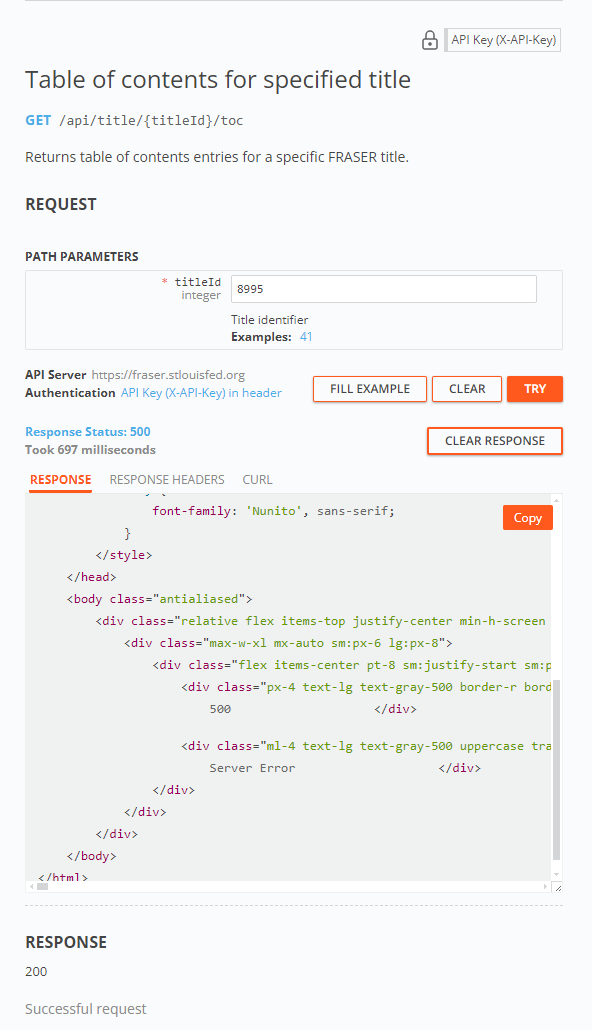 API Key (X-API-Key)
Table of contents for specified title
GET /api/title/{titleId}/toc
Returns table of contents entries for a specific FRASER title.
REQUEST
PATH PARAMETERS
* titleId
integer
8995
Title identifier
Examples: 41
API Server https://fraser.stlouisfed.org
Authentication API Key (X-API-Key) in header
FILL EXAMPLE CLEAR TRY
Response Status: 500
Took 697 milliseconds
CLEAR RESPONSE
RESPONSE RESPONSE HEADERS CURL
Copy
font-family: 'Nunito', sans-serif;
}
</style>
</head>
<body class="antialiased">
<div class="relative flex items-top justify-center min-h-screen
<div class="max-w-xl mx-auto sm:px-6 lg:px-8">
<div class="flex items-center pt-8 sm:justify-start sm:p
<div class="px-4 text-lg text-gray-500 border-r bord
500 </div>
<div class="ml-4 text-lg text-gray-500 uppercase tra
Server Error </div>
</div>
</div>
</div>
</body>
</html>
RESPONSE
200
Successful request